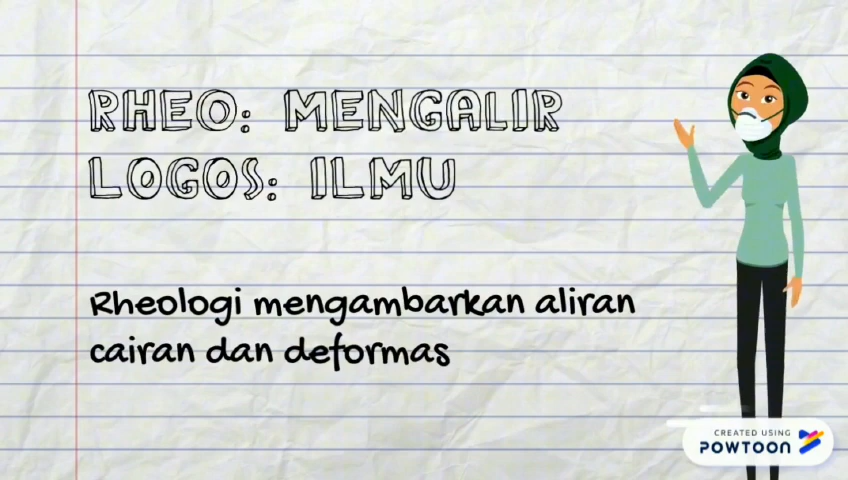 RHEO: MENGALIR
LOGOS: ILMU
Rheologi mengambarkan aliran
cairan dan deformas
CREATED USING
POWTOON